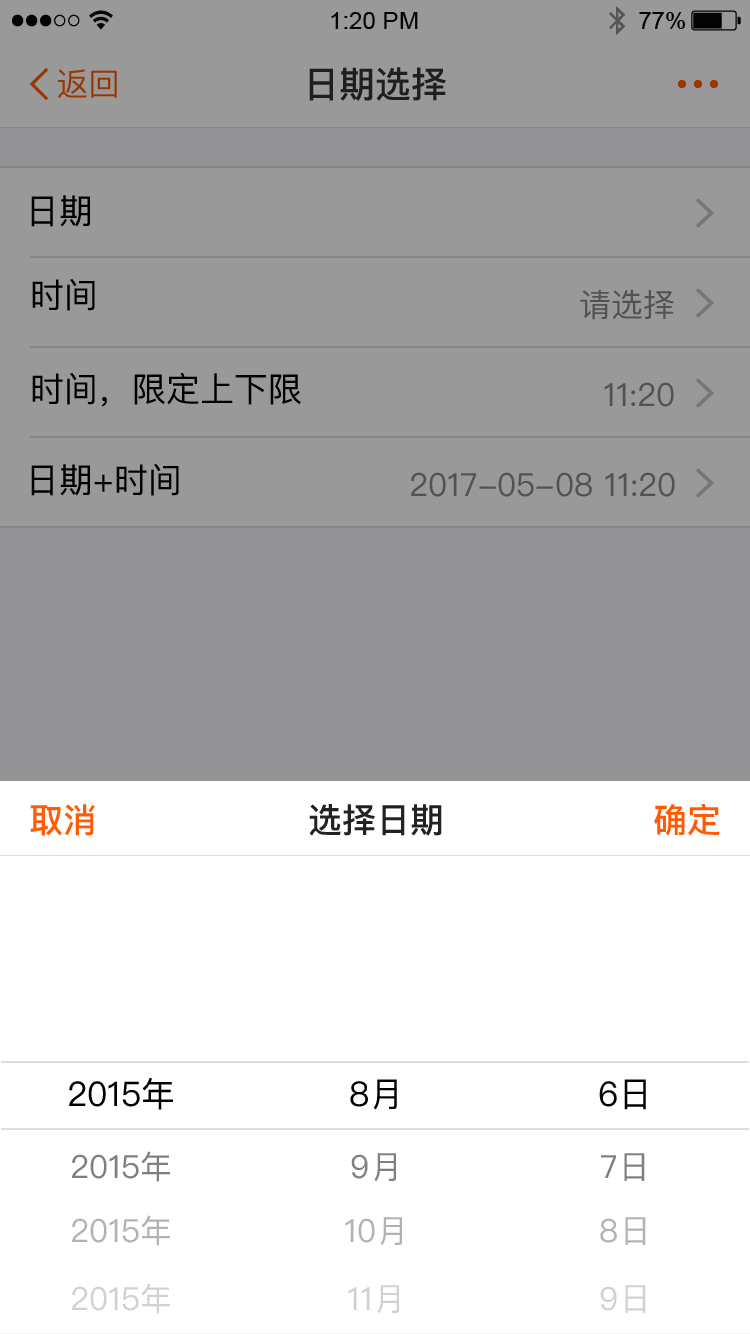 1:20 PM 77%
返回 日期选择
日期
时间 请选择
时间，限定上下限 11:20
日期+时间 2017-05-08 11:20
取消 选择日期 确定
2015年 8月 6日
2015年 9月 7日
2015年 10月 8日
2015年 11月 9日